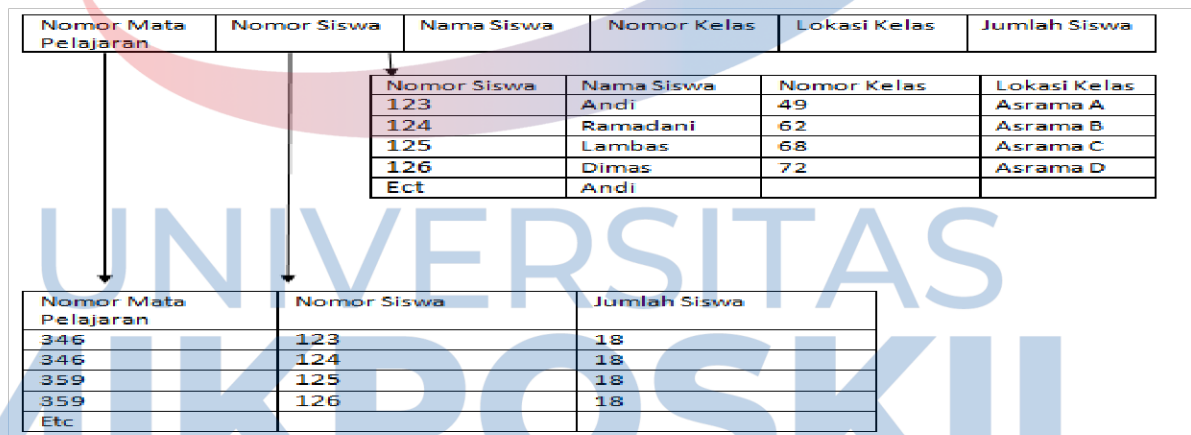 Nomor Mata Pelajaran Nomor Siswa Nama Siswa Nomor Kelas Lokasi Kelas Jumlah Siswa
Nomor Siswa Nama Siswa Nomor Kelas Lokasi Kelas
123 Andi 49 Asrama A
124 Ramadani 62 Asrama B
125 Lambas 68 Asrama C
126 Dimas 72 Asrama D
Ect Andi
Nomor Mata Pelajaran Nomor Siswa Jumlah Siswa
346 123 18
346 124 18
359 125 18
359 126 18
Etc
UNIVERSITAS
MIKROSKIL